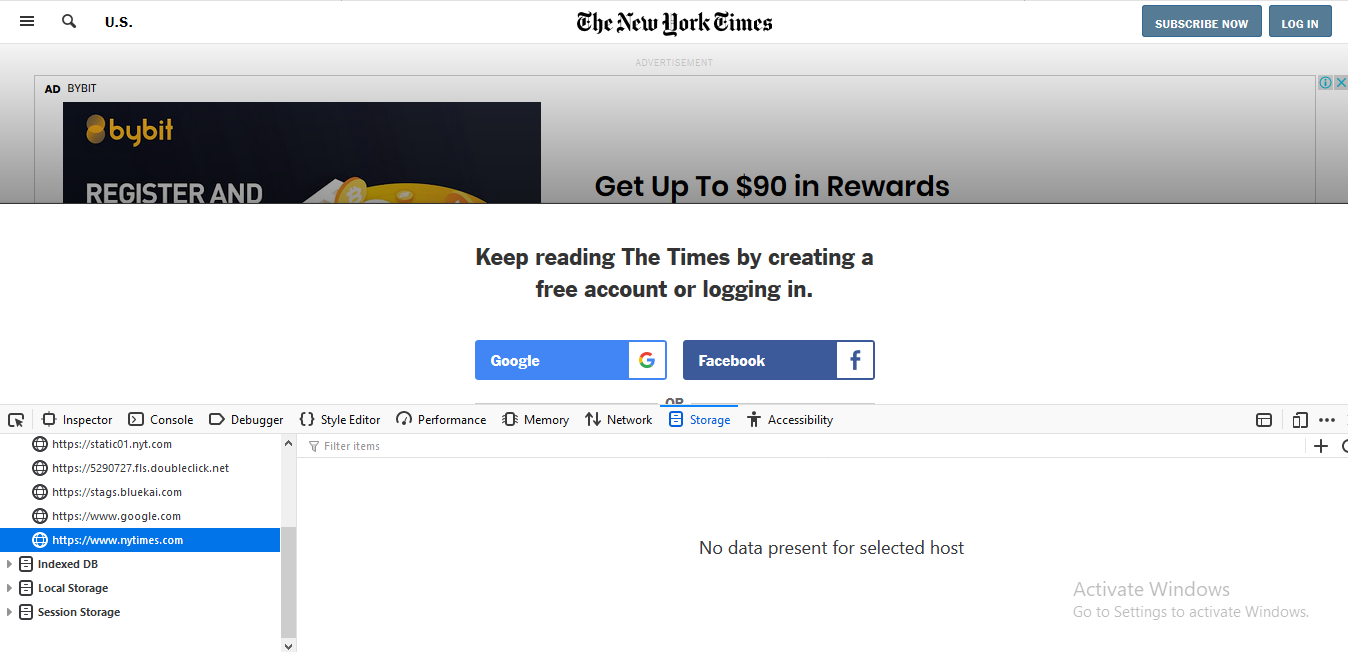 U.S.
The New York Times
SUBSCRIBE NOW
LOG IN
ADVERTISEMENT
AD BYBIT
bybit
REGISTER AND
Get Up To $90 in Rewards
Keep reading The Times by creating a
free account or logging in.
Google
G
Facebook
f
OR
Inspector
Console
Debugger
Style Editor
Performance
Memory
Network
Storage
Accessibility
https://static01.nyt.com
Filter items
https://5290727.fls.doubleclick.net
https://stags.bluekai.com
https://www.google.com
https://www.nytimes.com
No data present for selected host
Indexed DB
Local Storage
Session Storage
Activate Windows
Go to Settings to activate Windows.